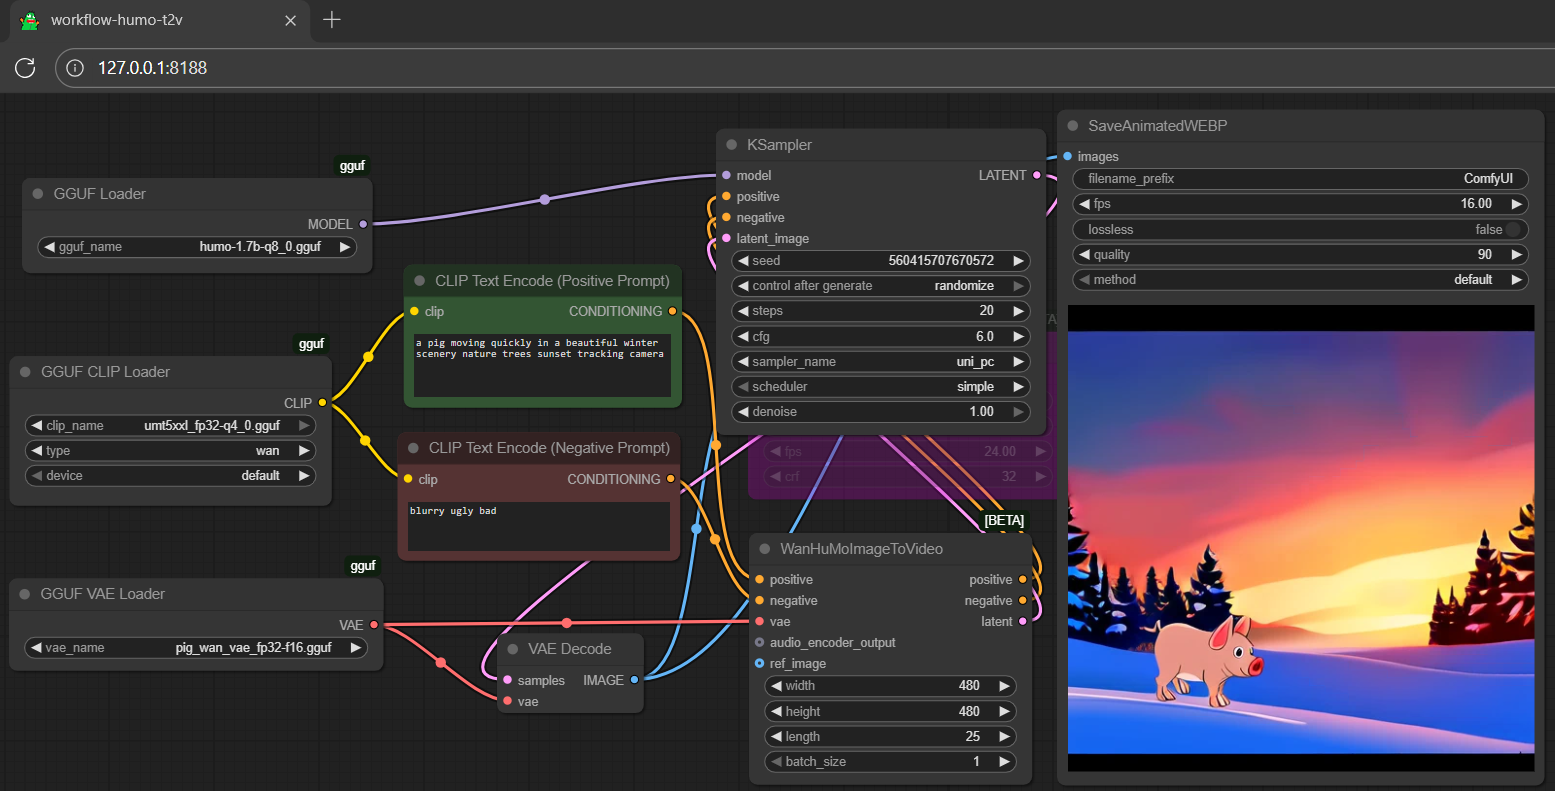 workflow-humo-t2v
127.0.0.1:8188
gguf
GGUF Loader
MODEL
gguf_name humo-1.7b-q8_0.gguf
gguf
GGUF CLIP Loader
CLIP
clip_name umt5xxl_fp32-q4_0.gguf
type wan
device default
gguf
GGUF VAE Loader
VAE
vae_name pig_wan_vae_fp32-f16.gguf
CLIP Text Encode (Positive Prompt)
clip CONDITIONING
a pig moving quickly in a beautiful winter
scenery nature trees sunset tracking camera
CLIP Text Encode (Negative Prompt)
clip CONDITIONING
blurry ugly bad
VAE Decode
samples IMAGE
vae
KSampler
model LATENT
positive
negative
latent_image
seed 560415707670572
control after generate randomize
steps 20
cfg 6.0
sampler_name uni_pc
scheduler simple
denoise 1.00
fps 24.00
crf 32
[BETA]
WanHuMoImageToVideo
positive positive
negative negative
vae latent
audio_encoder_output
ref_image
width 480
height 480
length 25
batch_size 1
SaveAnimatedWEBP
images
filename_prefix ComfyUI
fps 16.00
lossless false
quality 90
method default